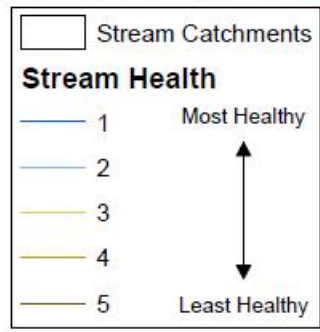 Stream Catchments
Stream Health
1 Most Healthy
2
3
4
5 Least Healthy